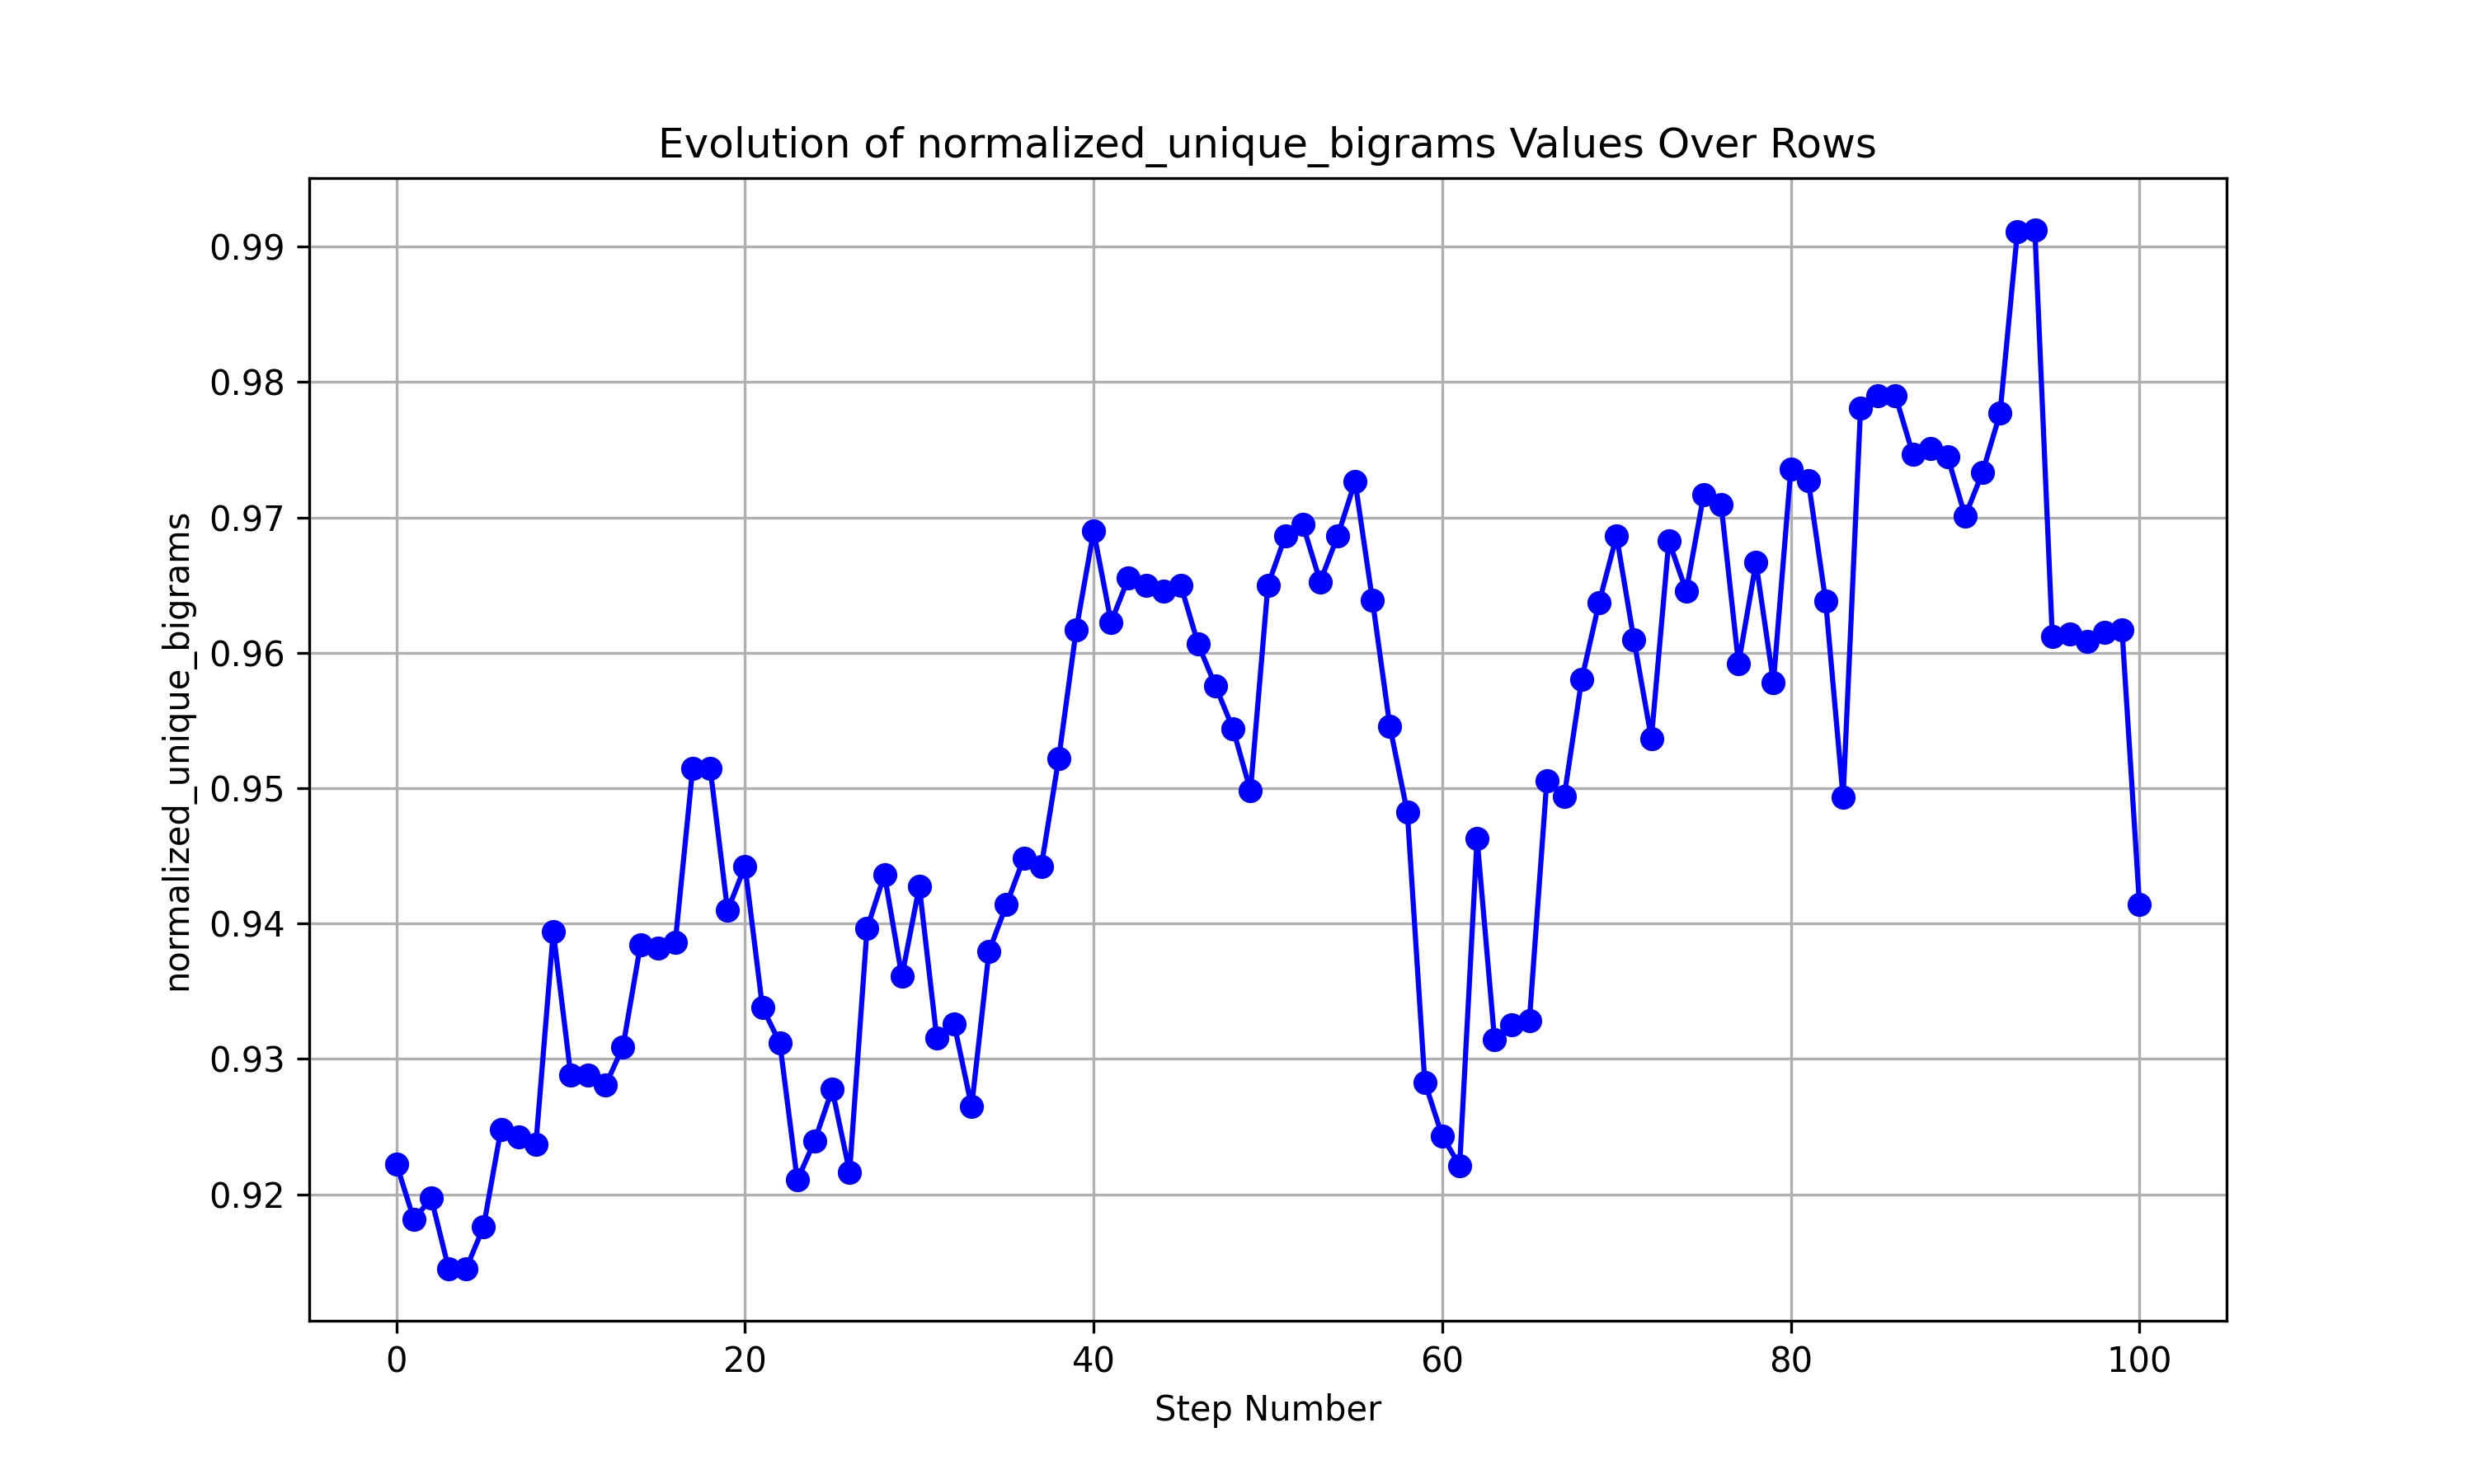 Evolution of normalized_unique_bigrams Values Over Rows
normalized_unique_bigrams
0.99
0.98
0.97
0.96
0.95
0.94
0.93
0.92
0 20 40 60 80 100
Step Number